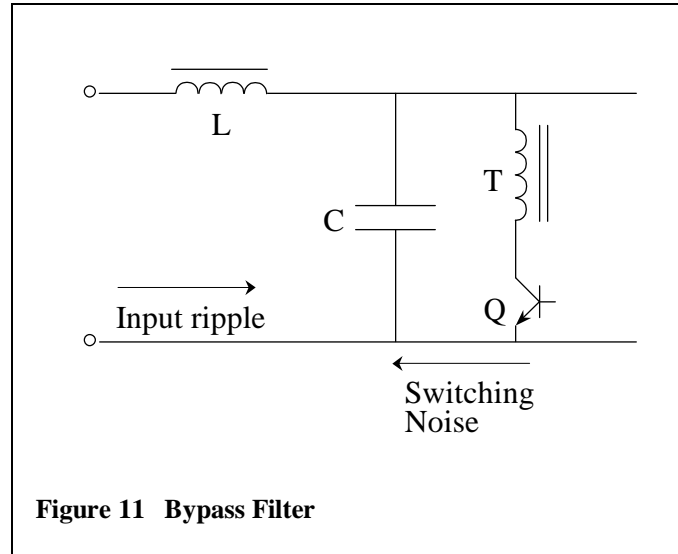 L
T
C
Input ripple
Q
Switching
Noise
Figure 11 Bypass Filter